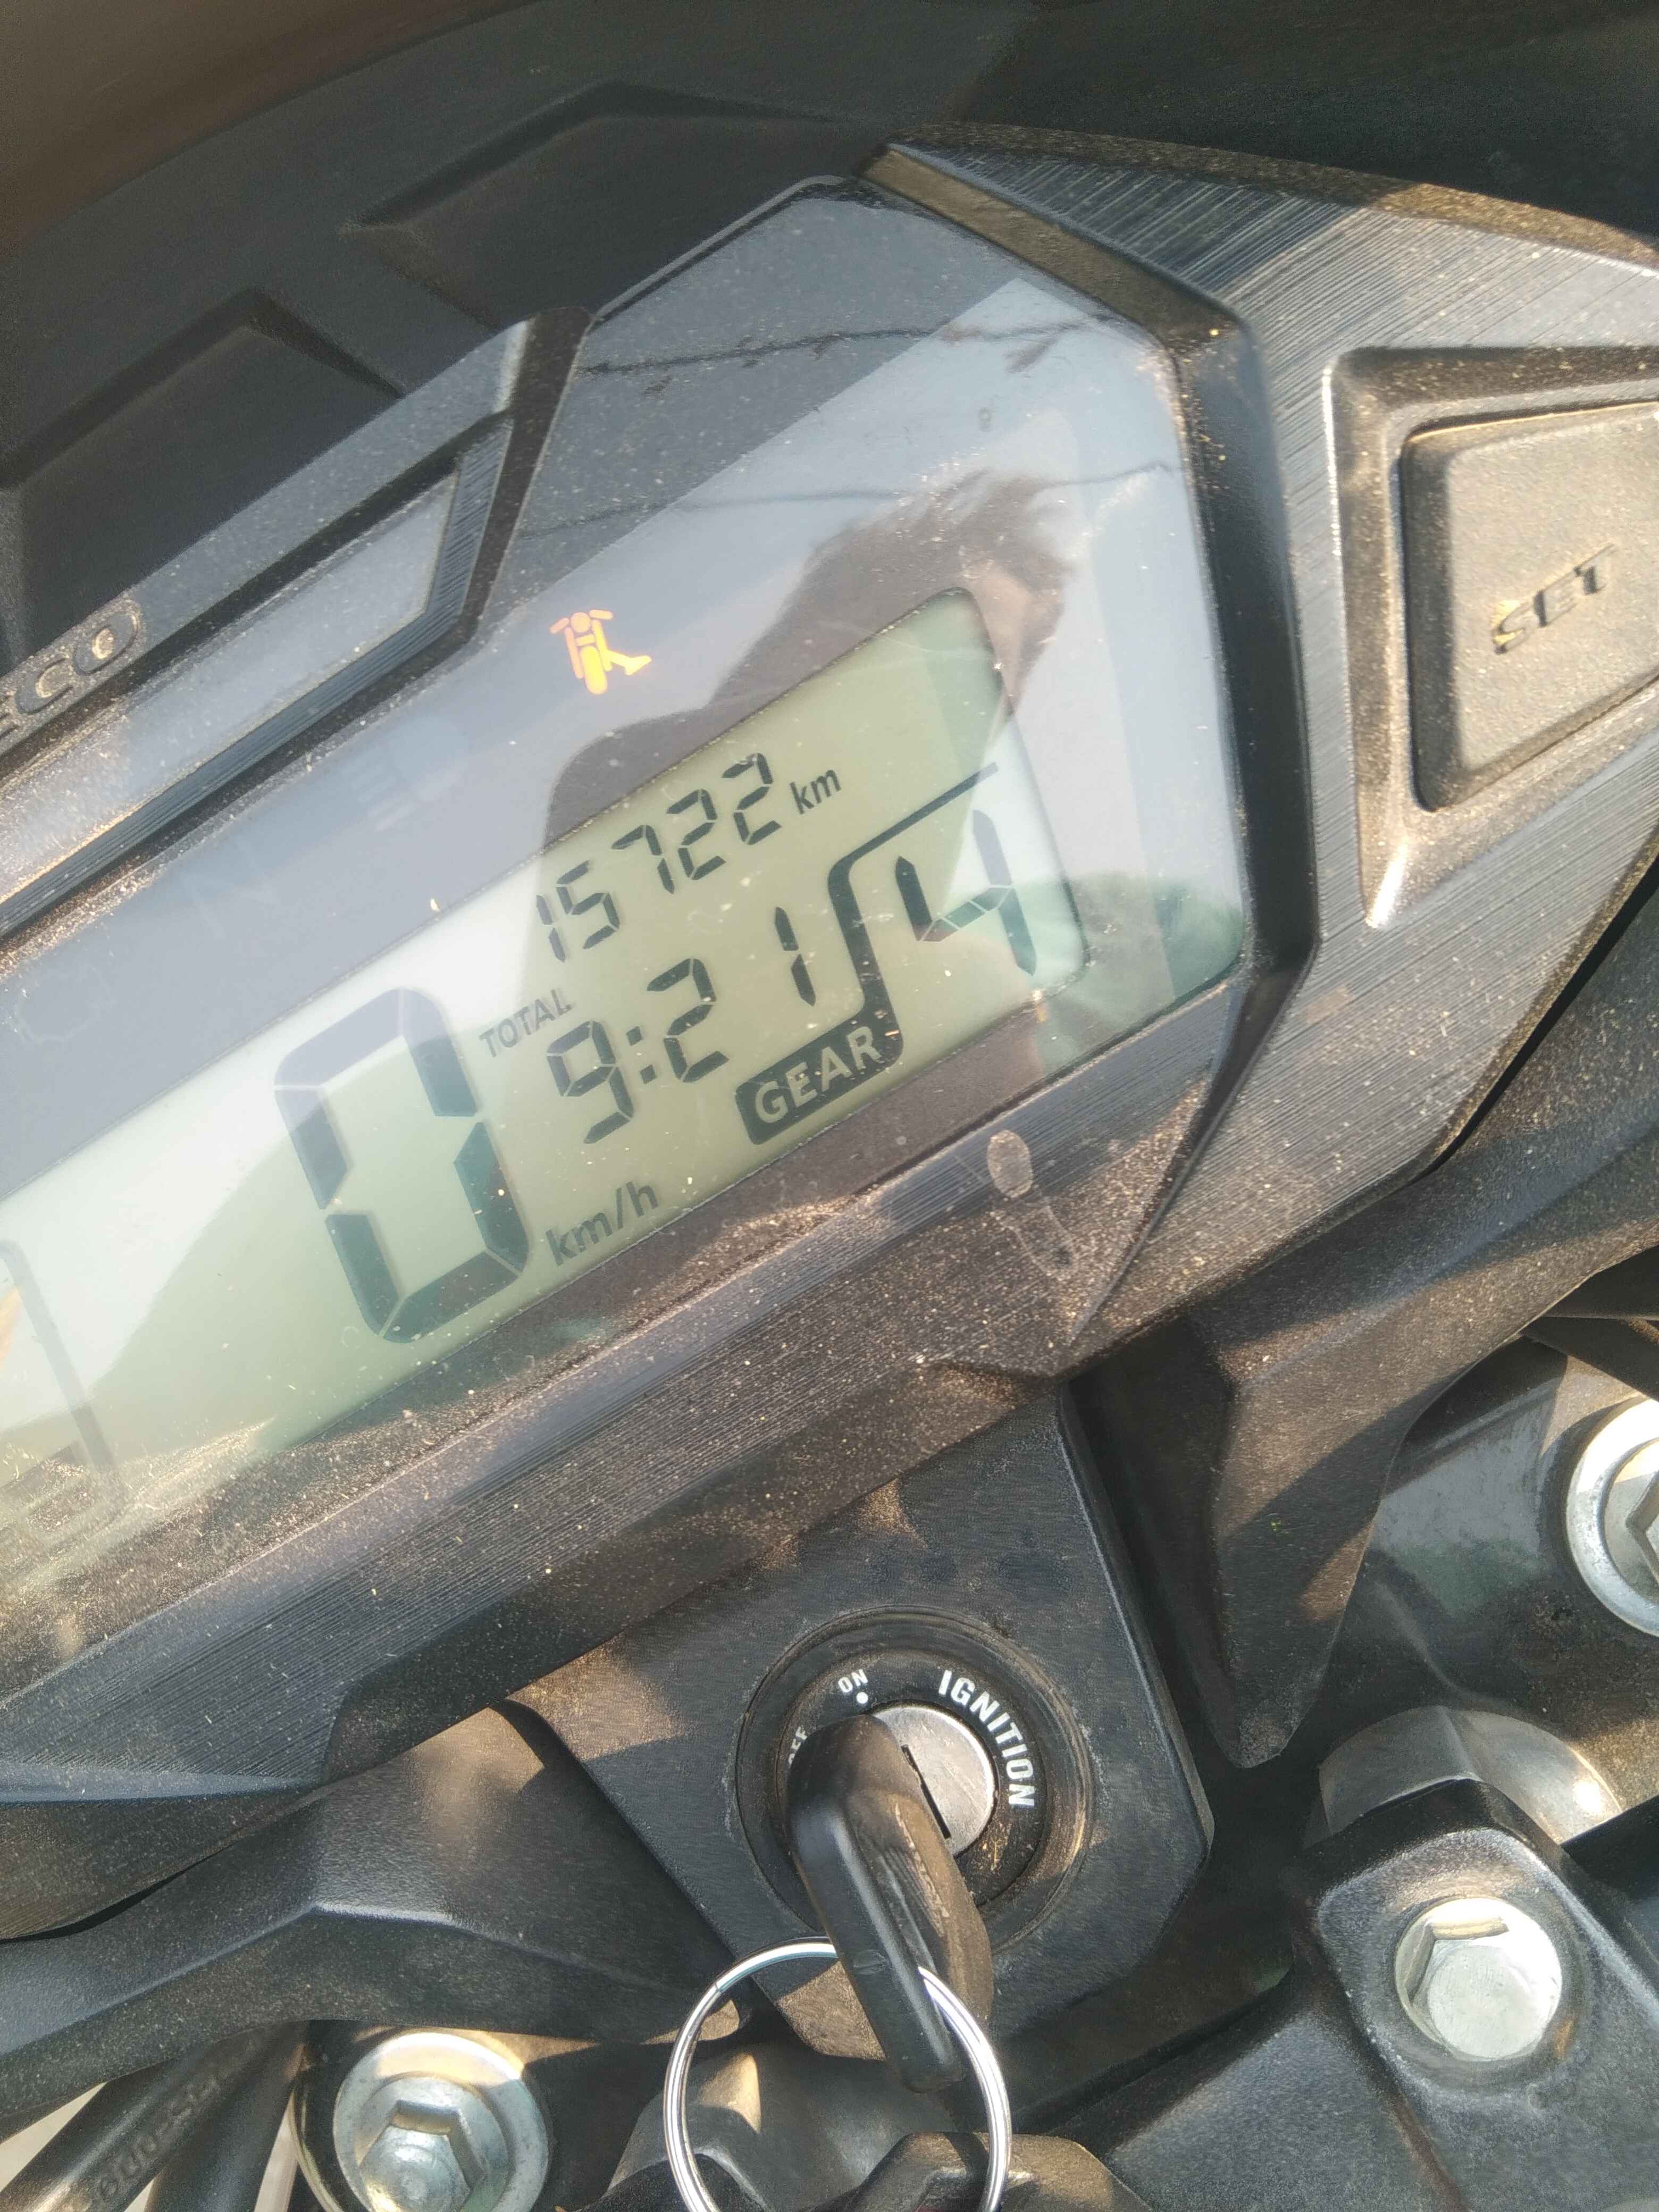 ECO
SET
15722 km
TOTAL
9:21
4
GEAR
0
km/h
ON
IGNITION